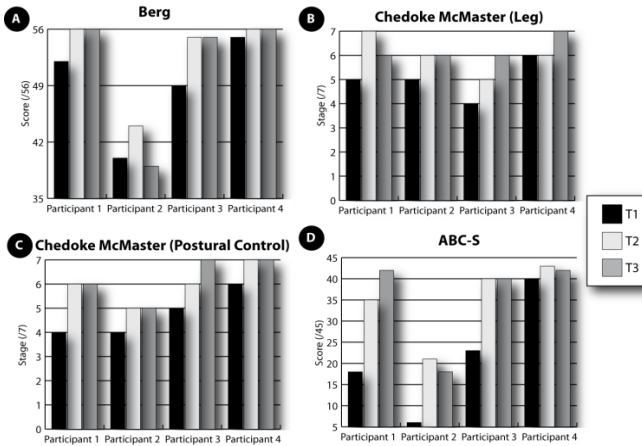 A
Berg
Score (/56)
56
49
42
35
Participant 1 Participant 2 Participant 3 Participant 4
B
Chedoke McMaster (Leg)
Stage (/7)
7
6
5
4
3
2
1
0
Participant 1 Participant 2 Participant 3 Participant 4
T1
T2
T3
C
Chedoke McMaster (Postural Control)
Stage (/7)
7
6
5
4
3
2
1
0
Participant 1 Participant 2 Participant 3 Participant 4
D
ABC-S
Score (/45)
45
40
35
30
25
20
15
10
5
Participant 1 Participant 2 Participant 3 Participant 4